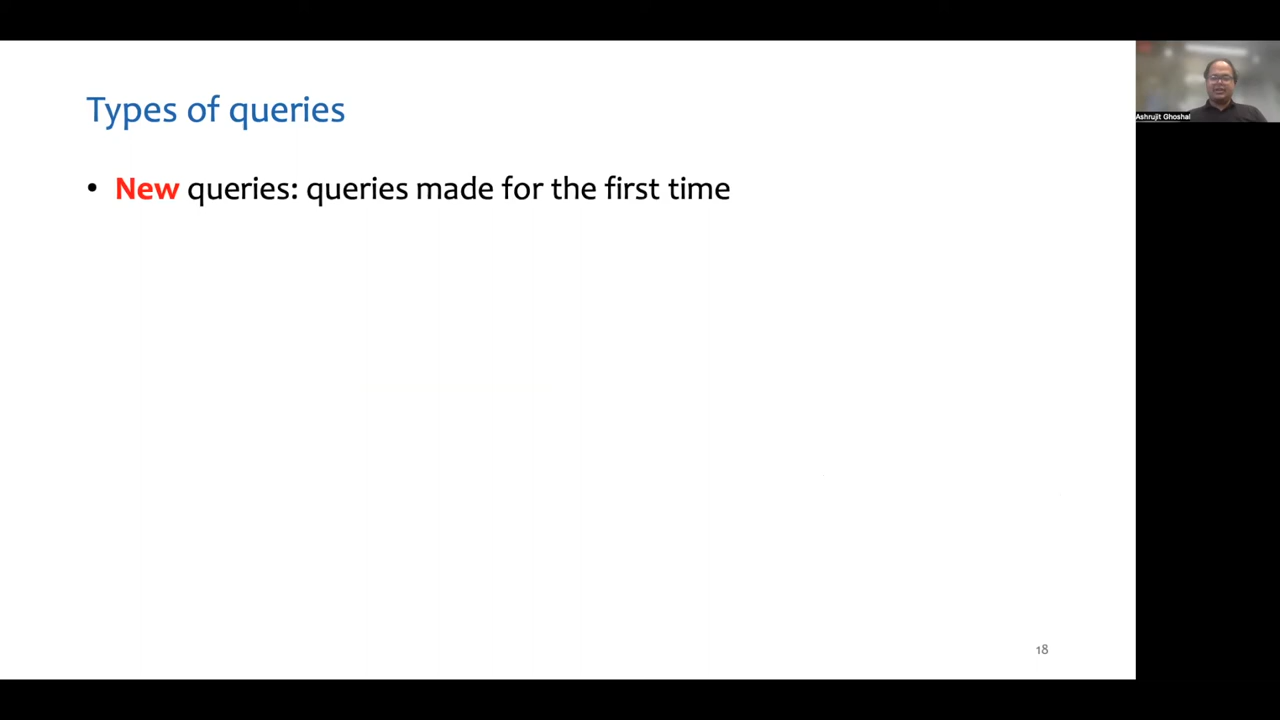 Types of queries
• New queries: queries made for the first time
Ashrujit Ghoshal
18